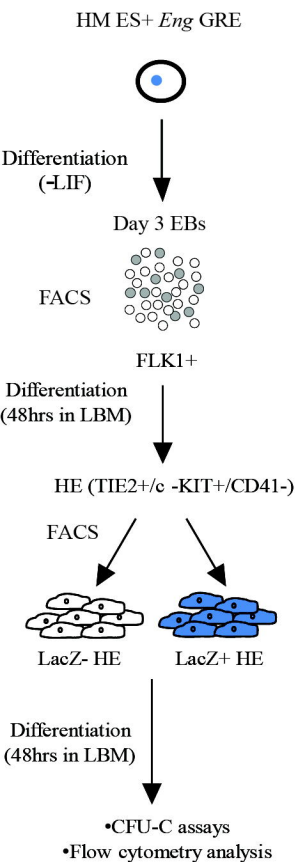 HM ES+ Eng GRE
Differentiation
(-LIF)
Day 3 EBs
FACS
FLK1+
Differentiation
(48hrs in LBM)
HE (TIE2+/c -KIT+/CD41-)
FACS
LacZ- HE
LacZ+ HE
Differentiation
(48hrs in LBM)
•CFU-C assays
•Flow cytometry analysis